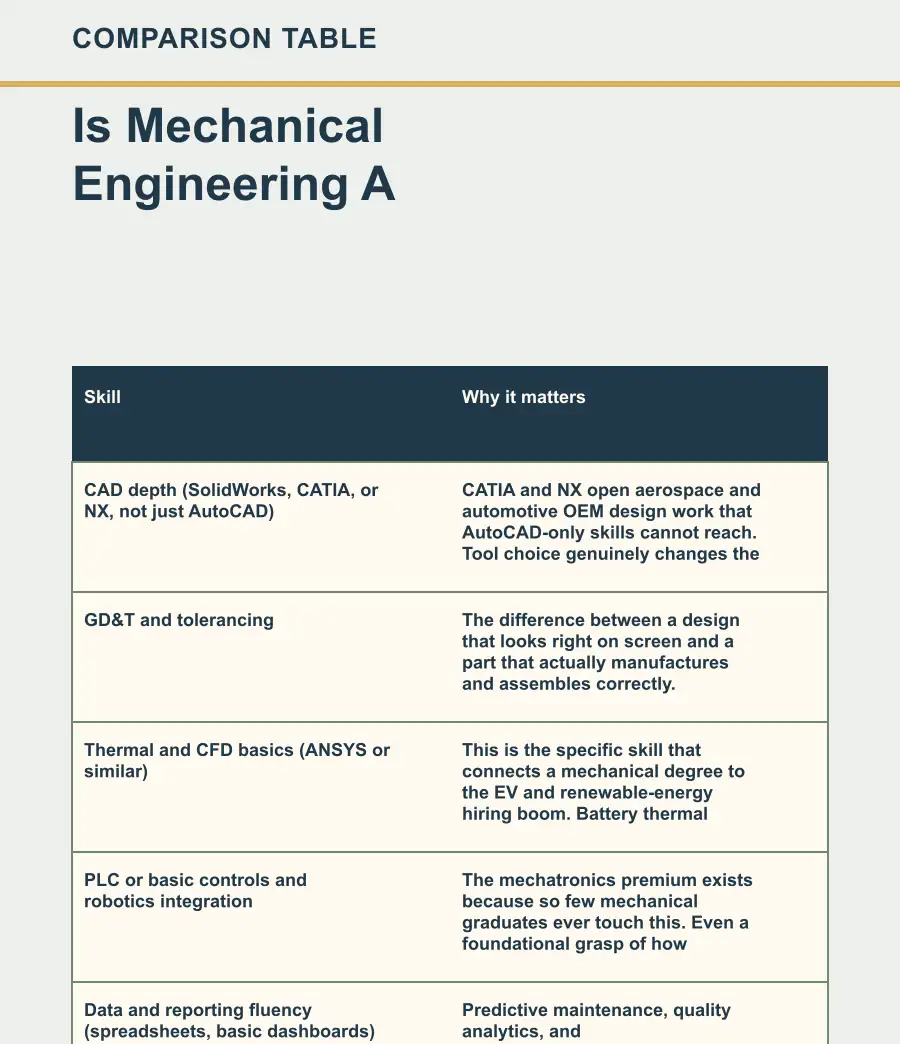 COMPARISON TABLE
Is Mechanical
Engineering A
Skill
Why it matters
CAD depth (SolidWorks, CATIA, or
NX, not just AutoCAD)
CATIA and NX open aerospace and
automotive OEM design work that
AutoCAD-only skills cannot reach.
Tool choice genuinely changes the
GD&T and tolerancing
The difference between a design
that looks right on screen and a
part that actually manufactures
and assembles correctly.
Thermal and CFD basics (ANSYS or
similar)
This is the specific skill that
connects a mechanical degree to
the EV and renewable-energy
hiring boom. Battery thermal
PLC or basic controls and
robotics integration
The mechatronics premium exists
because so few mechanical
graduates ever touch this. Even a
foundational grasp of how
Data and reporting fluency
(spreadsheets, basic dashboards)
Predictive maintenance, quality
analytics, and